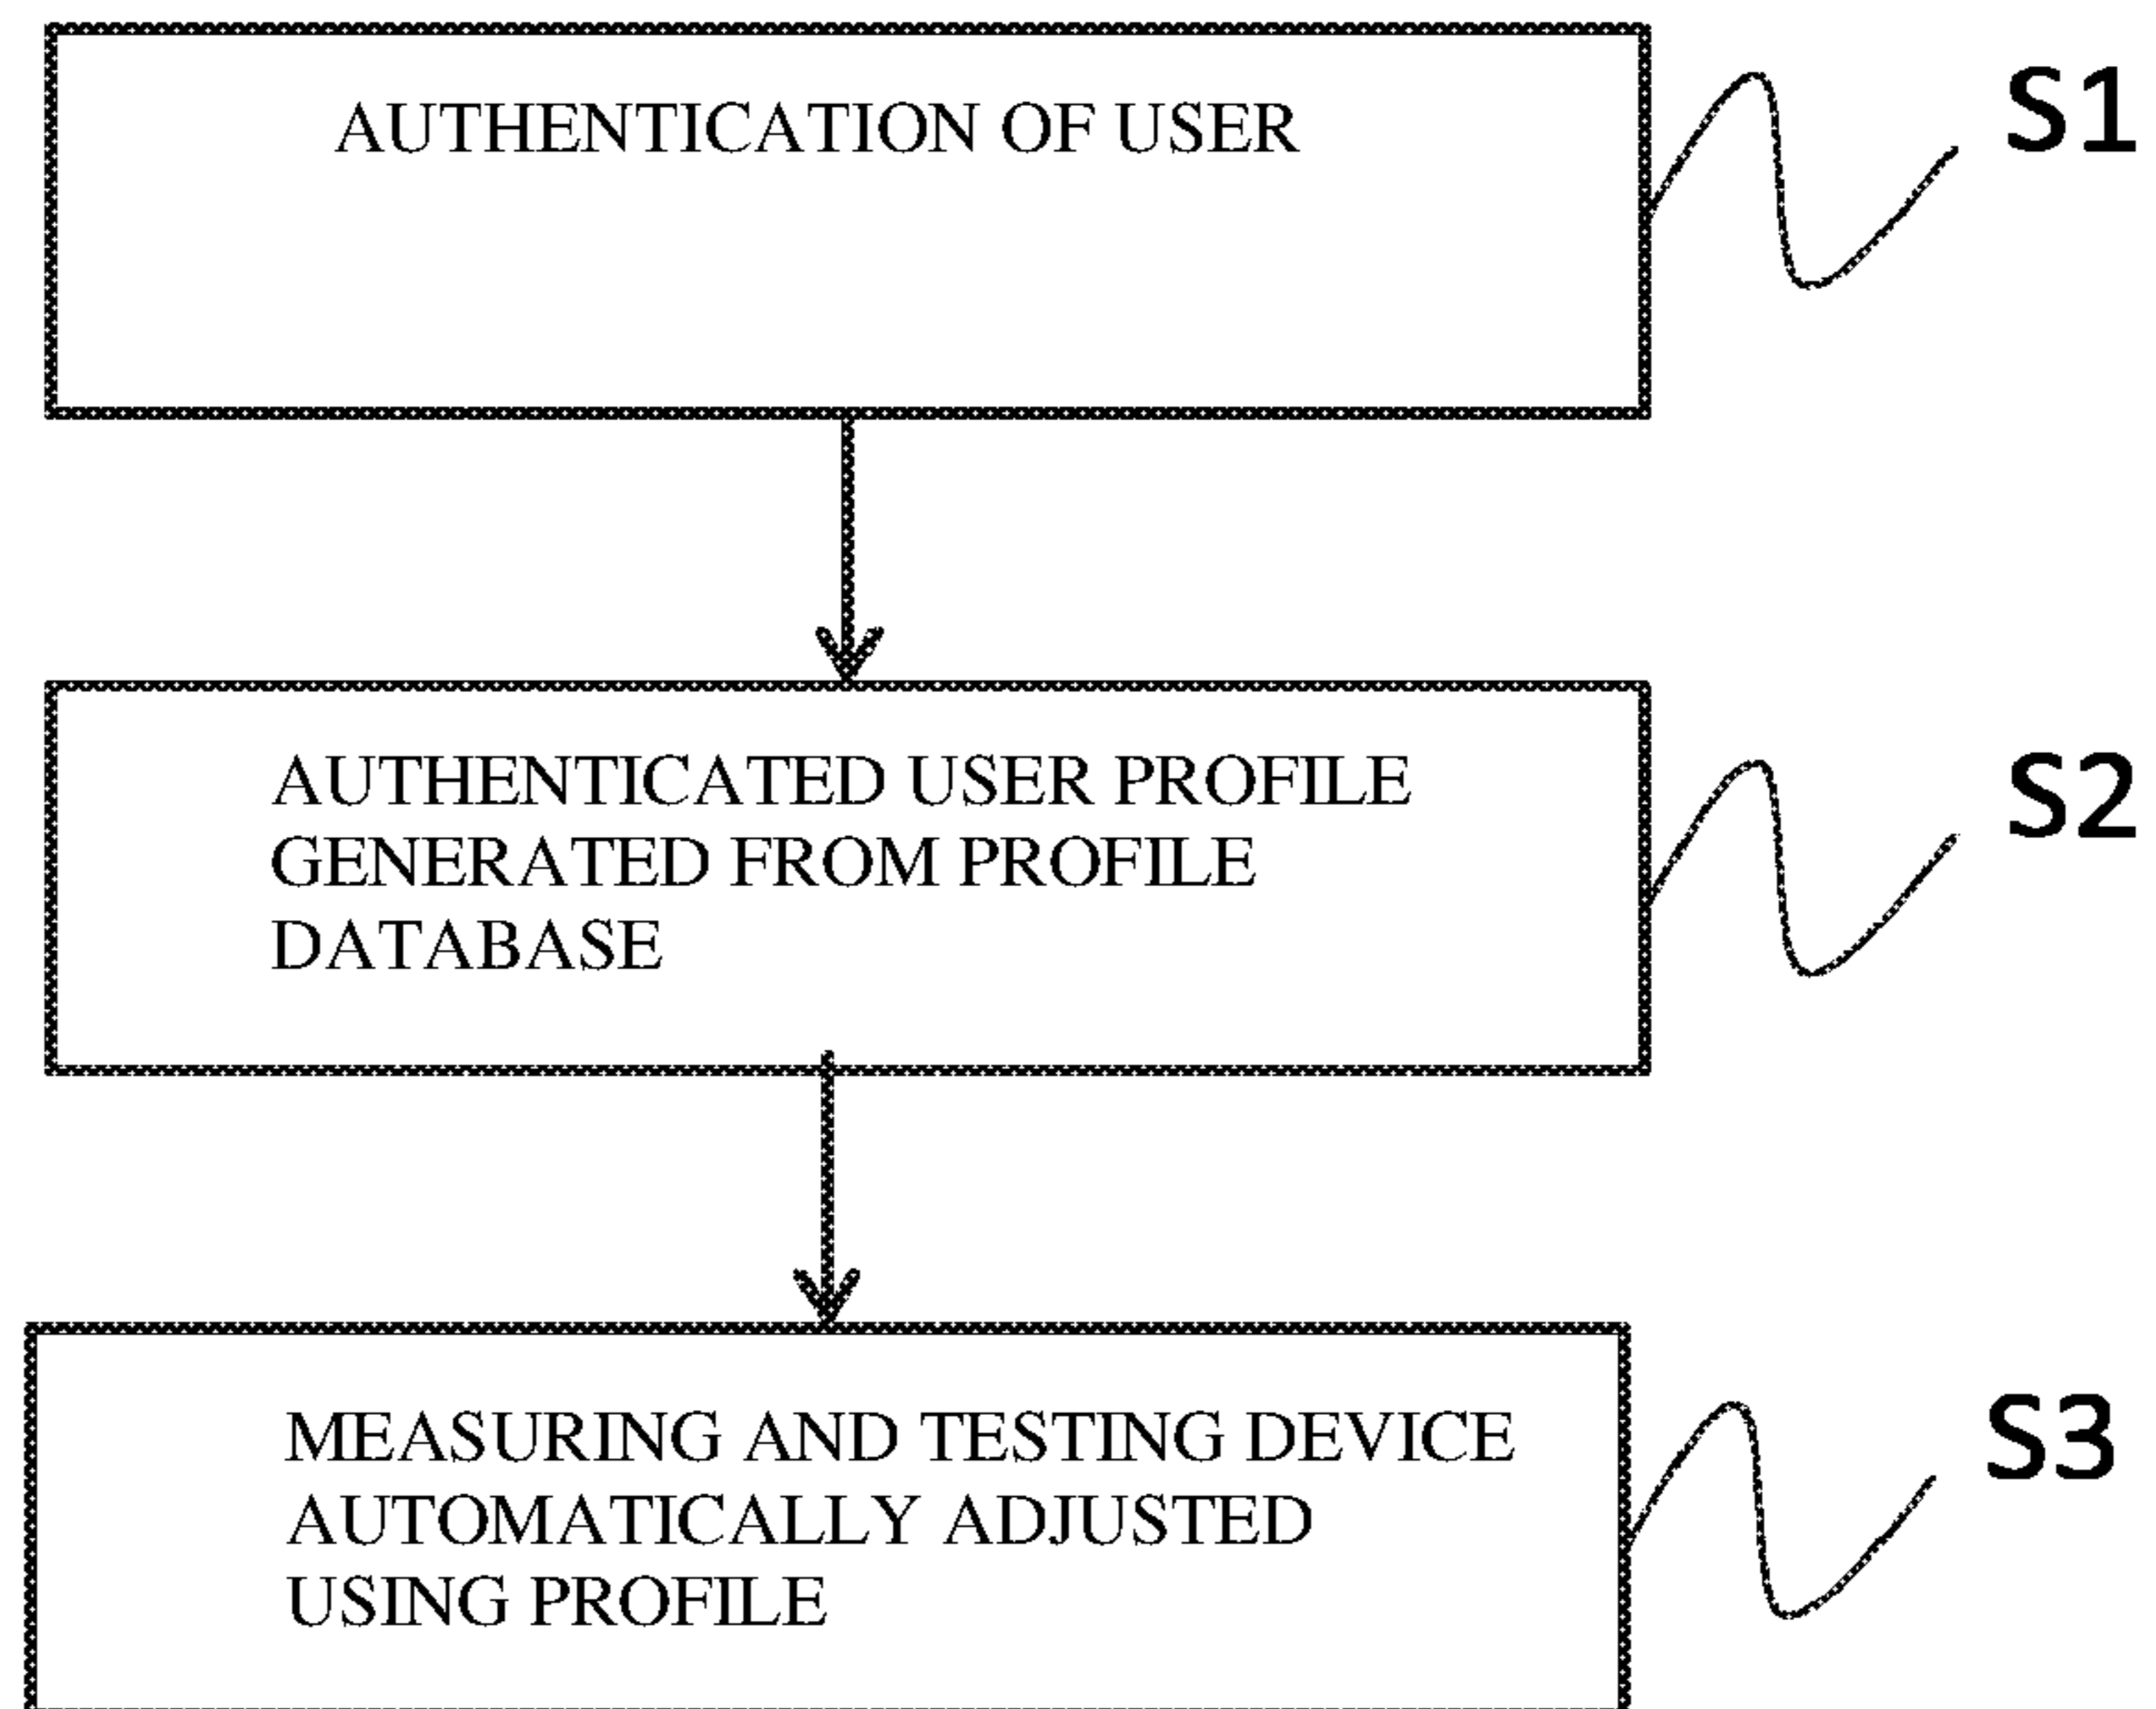 AUTHENTICATION OF USER
S1
AUTHENTICATED USER PROFILE
GENERATED FROM PROFILE
DATABASE
S2
MEASURING AND TESTING DEVICE
AUTOMATICALLY ADJUSTED
USING PROFILE
S3